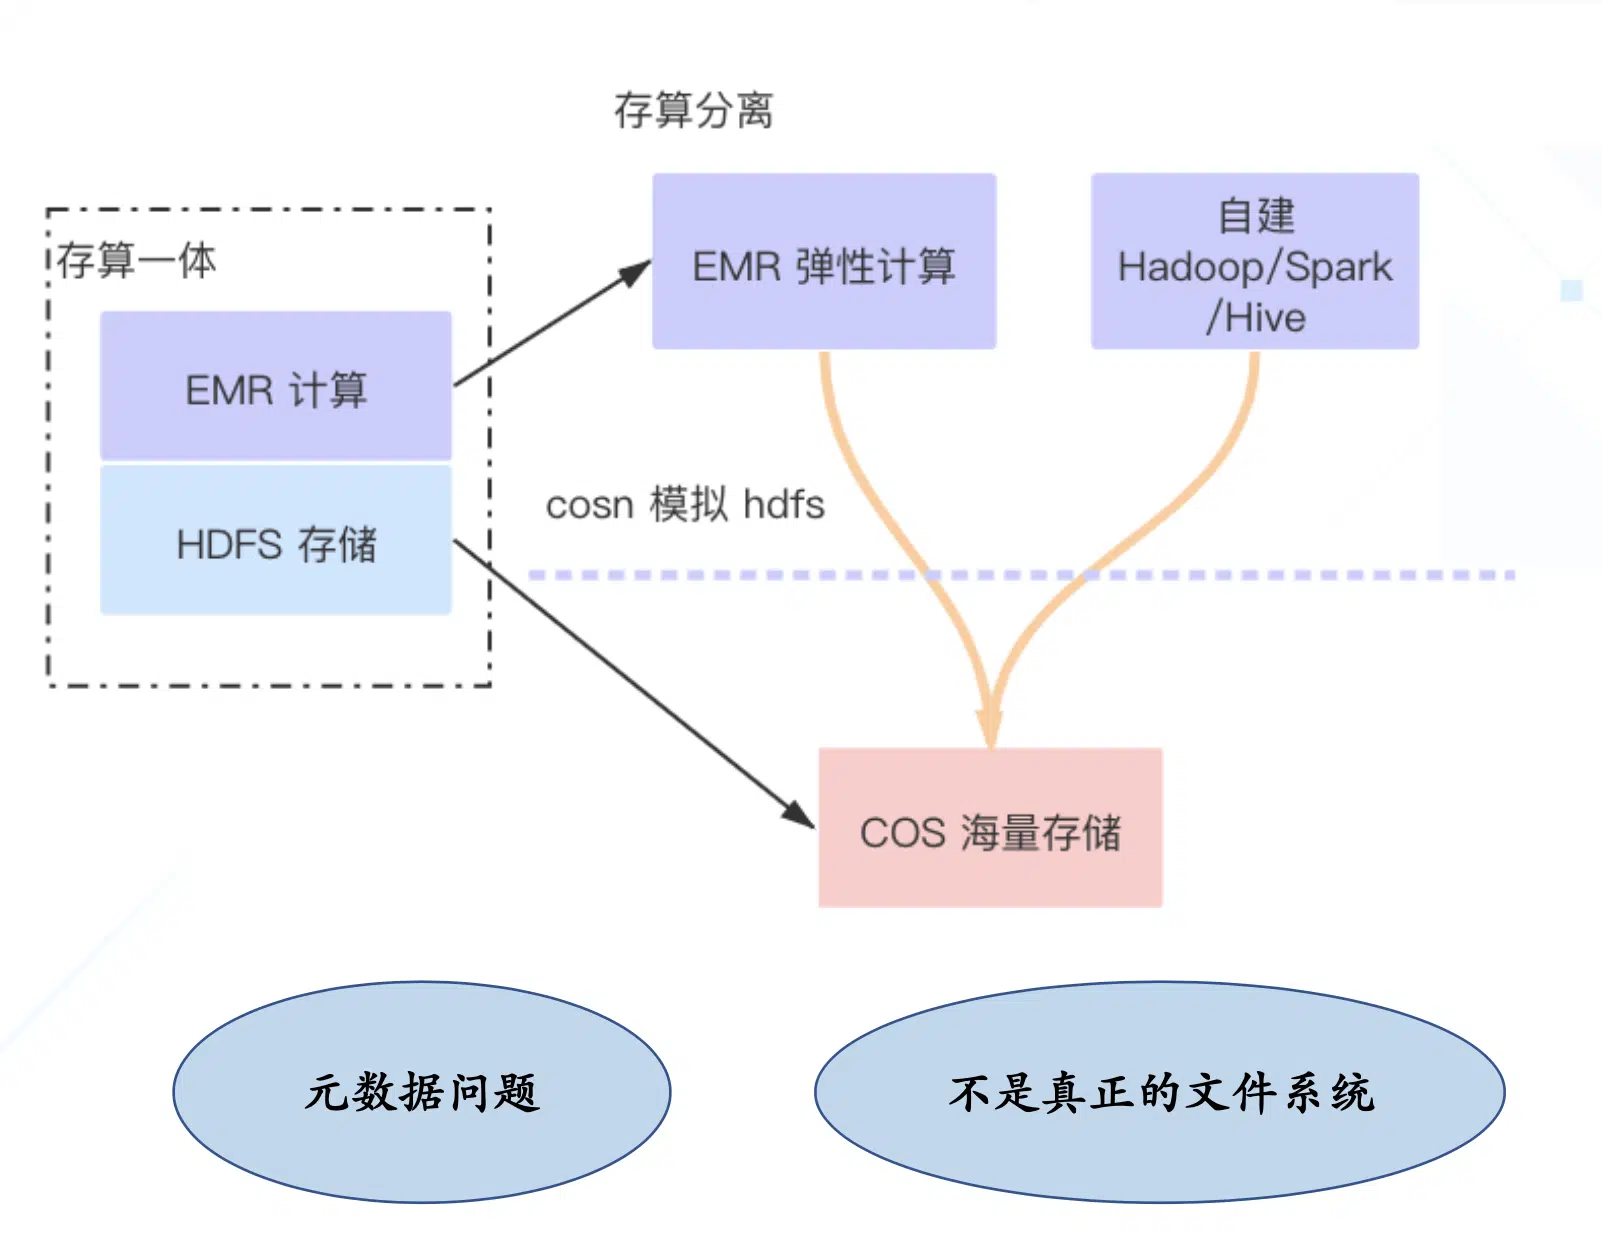 存算分离
存算一体
EMR 计算
HDFS 存储
EMR 弹性计算
自建
Hadoop/Spark
/Hive
cosn 模拟 hdfs
COS 海量存储
元数据问题
不是真正的文件系统